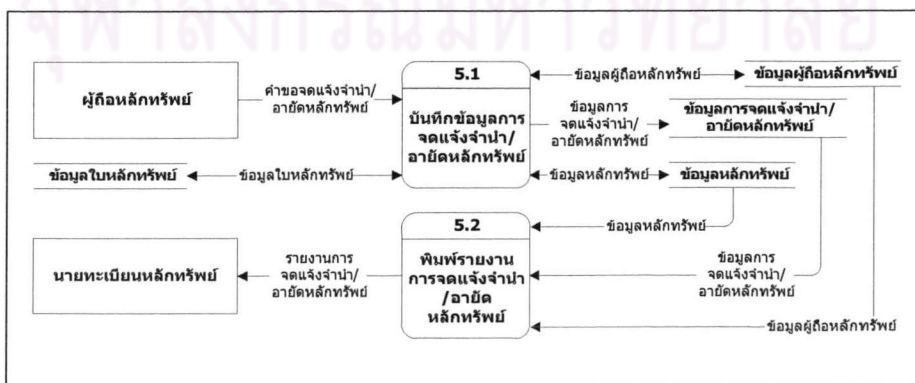 จุฬาลงกรณ์มหาวิทยาลัย
ผู้ถือหลักทรัพย์
คำขอจดแจ้งจำนำ/
อายัดหลักทรัพย์
5.1
บันทึกข้อมูลการ
จดแจ้งจำนำ/
อายัดหลักทรัพย์
ข้อมูลผู้ถือหลักทรัพย์
ข้อมูลผู้ถือหลักทรัพย์
ข้อมูลการ
จดแจ้งจำนำ/
อายัดหลักทรัพย์
ข้อมูลการจดแจ้งจำนำ/
อายัดหลักทรัพย์
ข้อมูลใบหลักทรัพย์
ข้อมูลใบหลักทรัพย์
ข้อมูลหลักทรัพย์
ข้อมูลหลักทรัพย์
5.2
พิมพ์รายงาน
การจดแจ้งจำนำ
/อายัด
หลักทรัพย์
ข้อมูลหลักทรัพย์
นายทะเบียนหลักทรัพย์
รายงานการ
จดแจ้งจำนำ/
อายัดหลักทรัพย์
ข้อมูลการ
จดแจ้งจำนำ/
อายัดหลักทรัพย์
ข้อมูลผู้ถือหลักทรัพย์